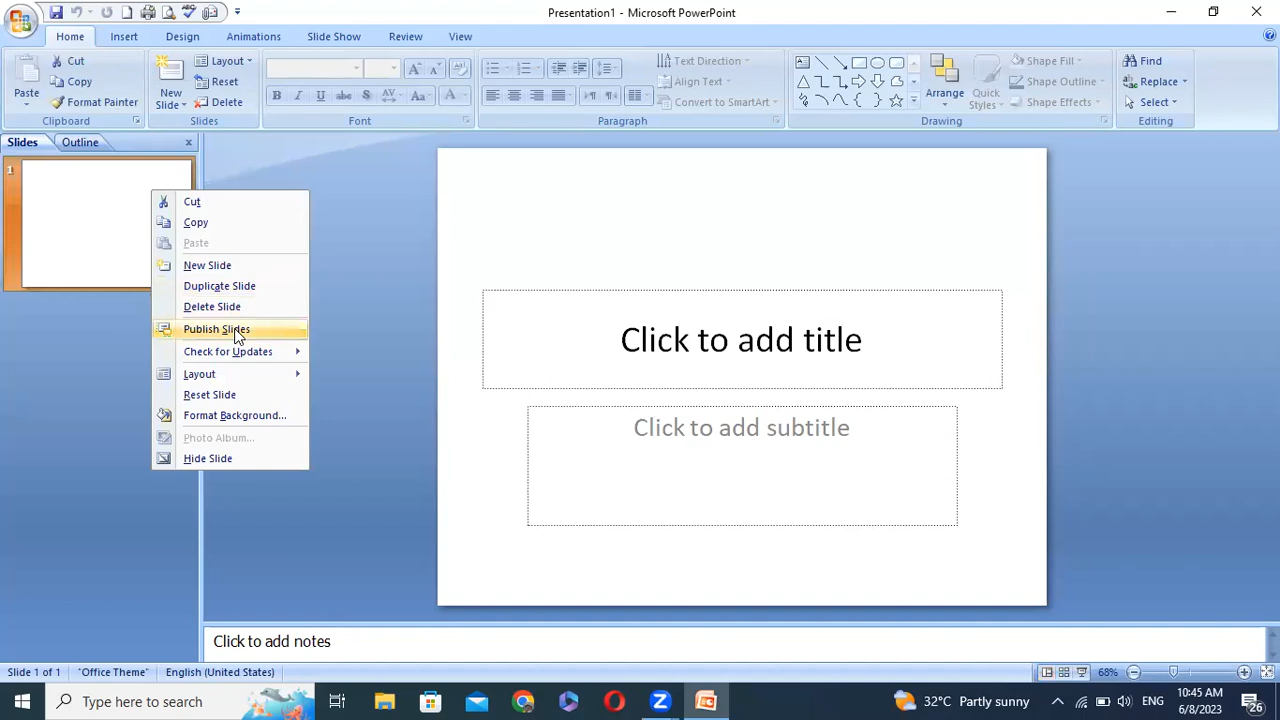 Presentation1 - Microsoft PowerPoint
Home
Insert
Design
Animations
Slide Show
Review
View
Paste
Cut
Copy
Format Painter
Clipboard
New Slide
Layout
Reset
Delete
Slides
B I U abc S AV Aa A
Font
Paragraph
Text Direction
Align Text
Convert to SmartArt
Arrange
Quick Styles
Shape Fill
Shape Outline
Shape Effects
Drawing
Find
Replace
Select
Editing
Slides
Outline
1
Cut
Copy
Paste
New Slide
Duplicate Slide
Delete Slide
Publish Slides
Check for Updates
Layout
Reset Slide
Format Background...
Photo Album...
Hide Slide
Click to add title
Click to add subtitle
Click to add notes
Slide 1 of 1
"Office Theme"
English (United States)
68%
Type here to search
32°C Partly sunny
ENG
10:45 AM
6/8/2023
26